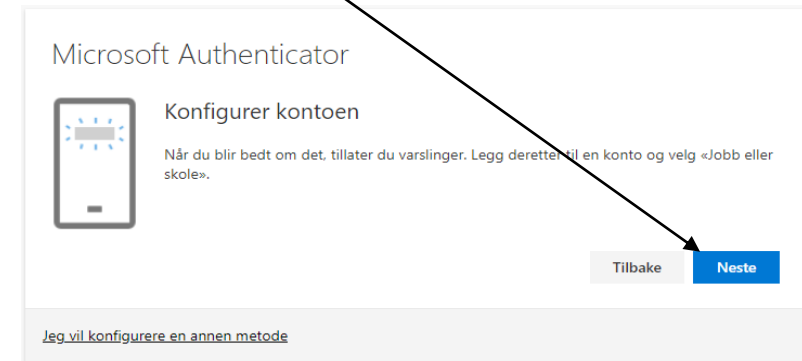 Microsoft Authenticator
Konfigurer kontoen
Når du blir bedt om det, tillater du varslinger. Legg deretter til en konto og velg «Jobb eller
skole».
Tilbake
Neste
Jeg vil konfigurere en annen metode